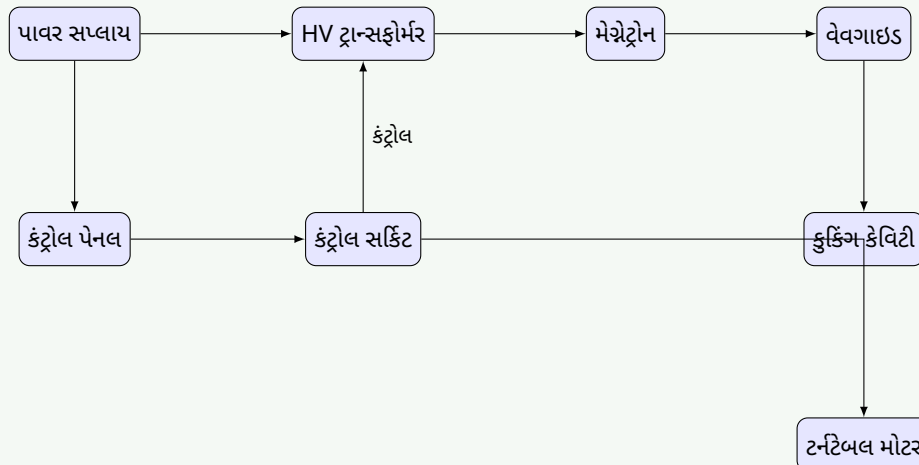 પાવર સપ્લાય
HV ટ્રાન્સફોર્મર
મેગ્નેટ્રોન
વેવગાઇડ
કંટ્રોલ
કંટ્રોલ પેનલ
કંટ્રોલ સર્કિટ
કુકિંગ કેવિટી
ટર્નટેબલ મોટર